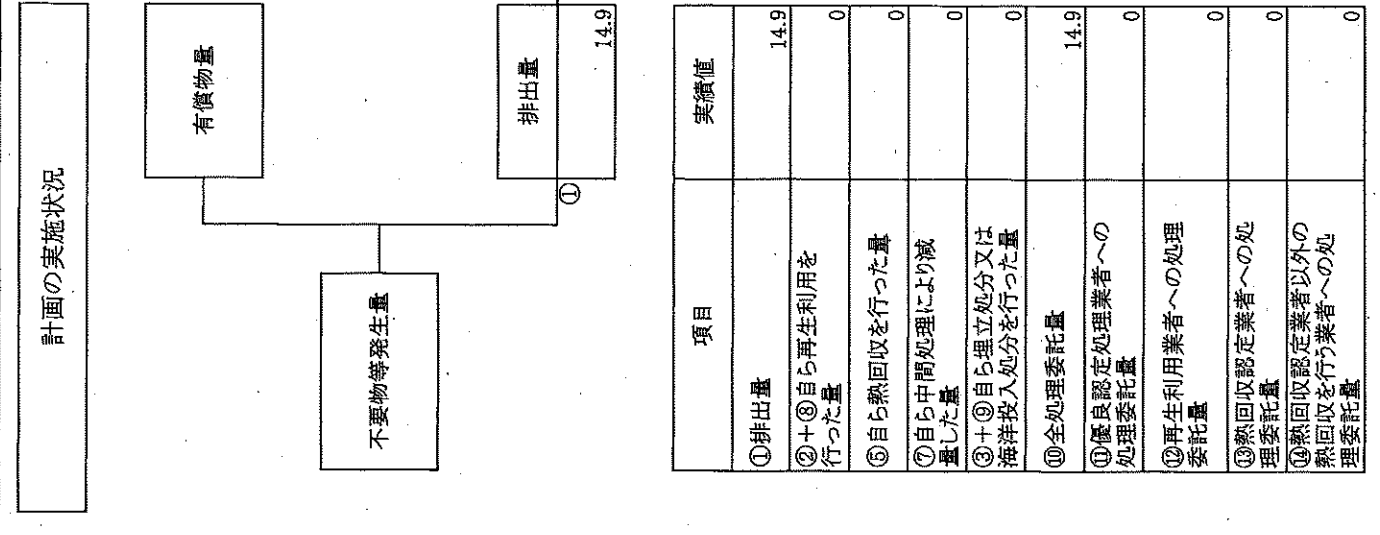 計画の実施状況
有償物量
不要物等発生量
排出量
①
14.9
項目
実績値
①排出量
14.9
②+⑧自ら再生利用を
行った量
0
⑤自ら熱回収を行った量
0
⑦自ら中間処理により減
量した量
0
③+⑨自ら埋立処分又は
海洋投入処分を行った量
0
⑩全処理委託量
14.9
⑪優良認定処理業者への
処理委託量
0
⑫再生利用業者への処理
委託量
0
⑬熱回収認定業者への処
理委託量
0
⑭熱回収認定業者以外の
熱回収を行う業者への処
理委託量
0